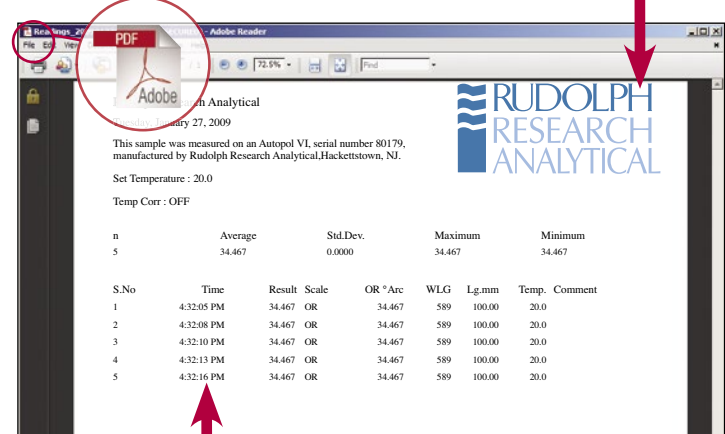 Readings_20 - Adobe Reader
File Edit View
72.5% Find
PDF
Adobe
RUDOLPH
RESEARCH
ANALYTICAL
Analytical
January 27, 2009
This sample was measured on an Autopol VI, serial number 80179,
manufactured by Rudolph Research Analytical,Hackettstown, NJ.
Set Temperature : 20.0
Temp Corr : OFF
n Average Std.Dev. Maximum Minimum
5 34.467 0.0000 34.467 34.467
S.No Time Result Scale OR °Arc WLG Lg.mm Temp. Comment
1 4:32:05 PM 34.467 OR 34.467 589 100.00 20.0
2 4:32:08 PM 34.467 OR 34.467 589 100.00 20.0
3 4:32:10 PM 34.467 OR 34.467 589 100.00 20.0
4 4:32:13 PM 34.467 OR 34.467 589 100.00 20.0
5 4:32:16 PM 34.467 OR 34.467 589 100.00 20.0